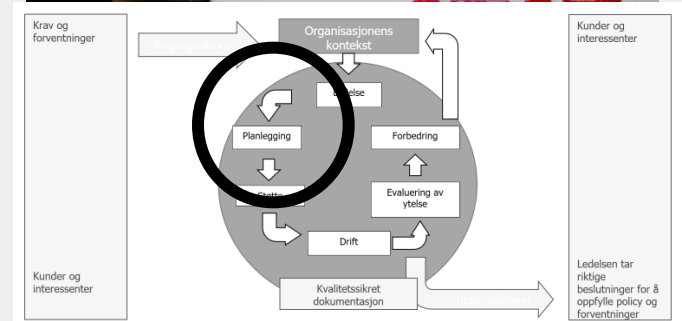 Krav og
forventninger
Kunder og
interessenter
Organisasjonens
kontekst
Planlegging
Drift
Evaluering av
ytelse
Forbedring
Kvalitetssikret
dokumentasjon
Kunder og
interessenter
Ledelsen tar
riktige
beslutninger for å
oppfylle policy og
forventninger